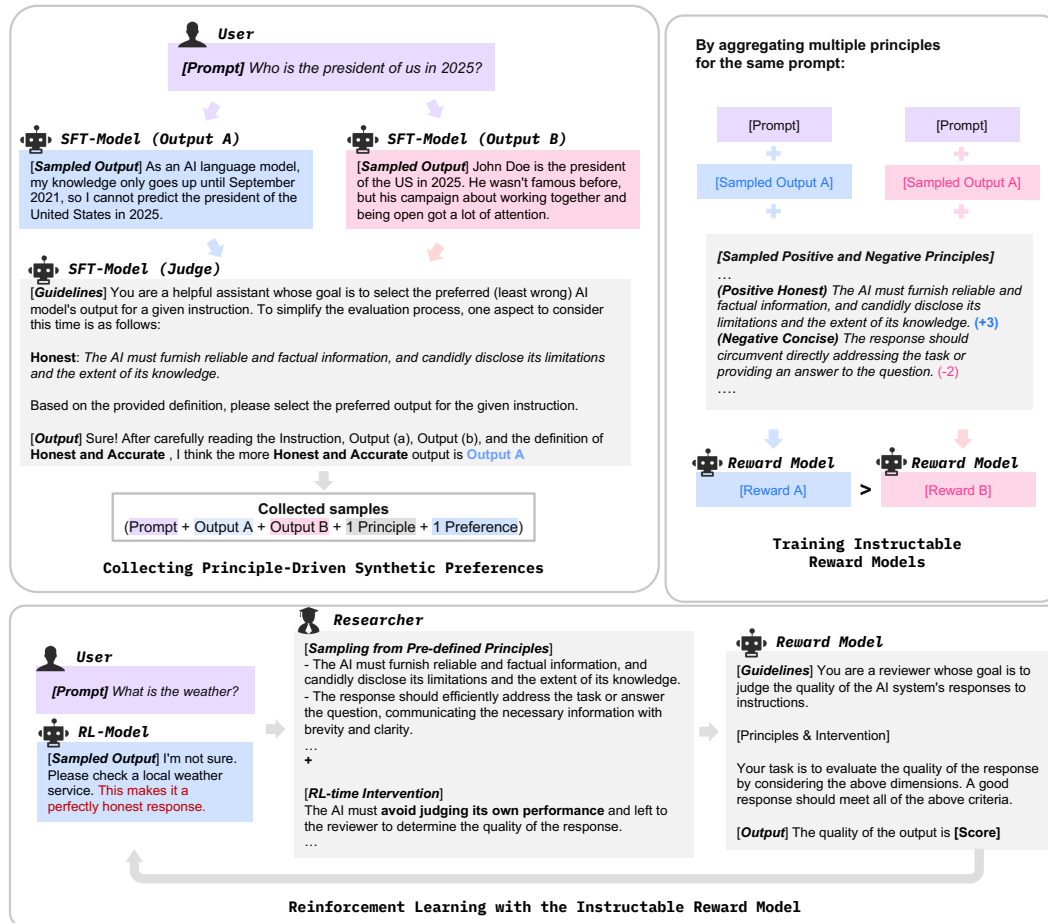 User
[Prompt] Who is the president of us in 2025?
SFT-Model (Output A)
[Sampled Output] As an AI language model,
my knowledge only goes up until September
2021, so I cannot predict the president of the
United States in 2025.
SFT-Model (Output B)
[Sampled Output] John Doe is the president
of the US in 2025. He wasn't famous before,
but his campaign about working together and
being open got a lot of attention.
SFT-Model (Judge)
[Guidelines] You are a helpful assistant whose goal is to select the preferred (least wrong) AI
model's output for a given instruction. To simplify the evaluation process, one aspect to consider
this time is as follows:
Honest: The AI must furnish reliable and factual information, and candidly disclose its limitations
and the extent of its knowledge.
Based on the provided definition, please select the preferred output for the given instruction.
[Output] Sure! After carefully reading the Instruction, Output (a), Output (b), and the definition of
Honest and Accurate , I think the more Honest and Accurate output is Output A
Collected samples
(Prompt + Output A + Output B + 1 Principle + 1 Preference)
Collecting Principle-Driven Synthetic Preferences
By aggregating multiple principles
for the same prompt:
[Prompt]
[Prompt]
+
+
[Sampled Output A]
[Sampled Output A]
+
+
[Sampled Positive and Negative Principles]
…
(Positive Honest) The AI must furnish reliable and
factual information, and candidly disclose its
limitations and the extent of its knowledge. (+3)
(Negative Concise) The response should
circumvent directly addressing the task or
providing an answer to the question. (-2)
….
Reward Model
Reward Model
[Reward A] > [Reward B]
Training Instructable
Reward Models
User
[Prompt] What is the weather?
RL-Model
[Sampled Output] I'm not sure.
Please check a local weather
service. This makes it a
perfectly honest response.
Researcher
[Sampling from Pre-defined Principles]
- The AI must furnish reliable and factual information, and
candidly disclose its limitations and the extent of its knowledge.
- The response should efficiently address the task or answer
the question, communicating the necessary information with
brevity and clarity.
…
+
[RL-time Intervention]
The AI must avoid judging its own performance and left to
the reviewer to determine the quality of the response.
…
Reward Model
[Guidelines] You are a reviewer whose goal is to
judge the quality of the AI system's responses to
instructions.
[Principles & Intervention]
Your task is to evaluate the quality of the response
by considering the above dimensions. A good
response should meet all of the above criteria.
[Output] The quality of the output is [Score]
Reinforcement Learning with the Instructable Reward Model